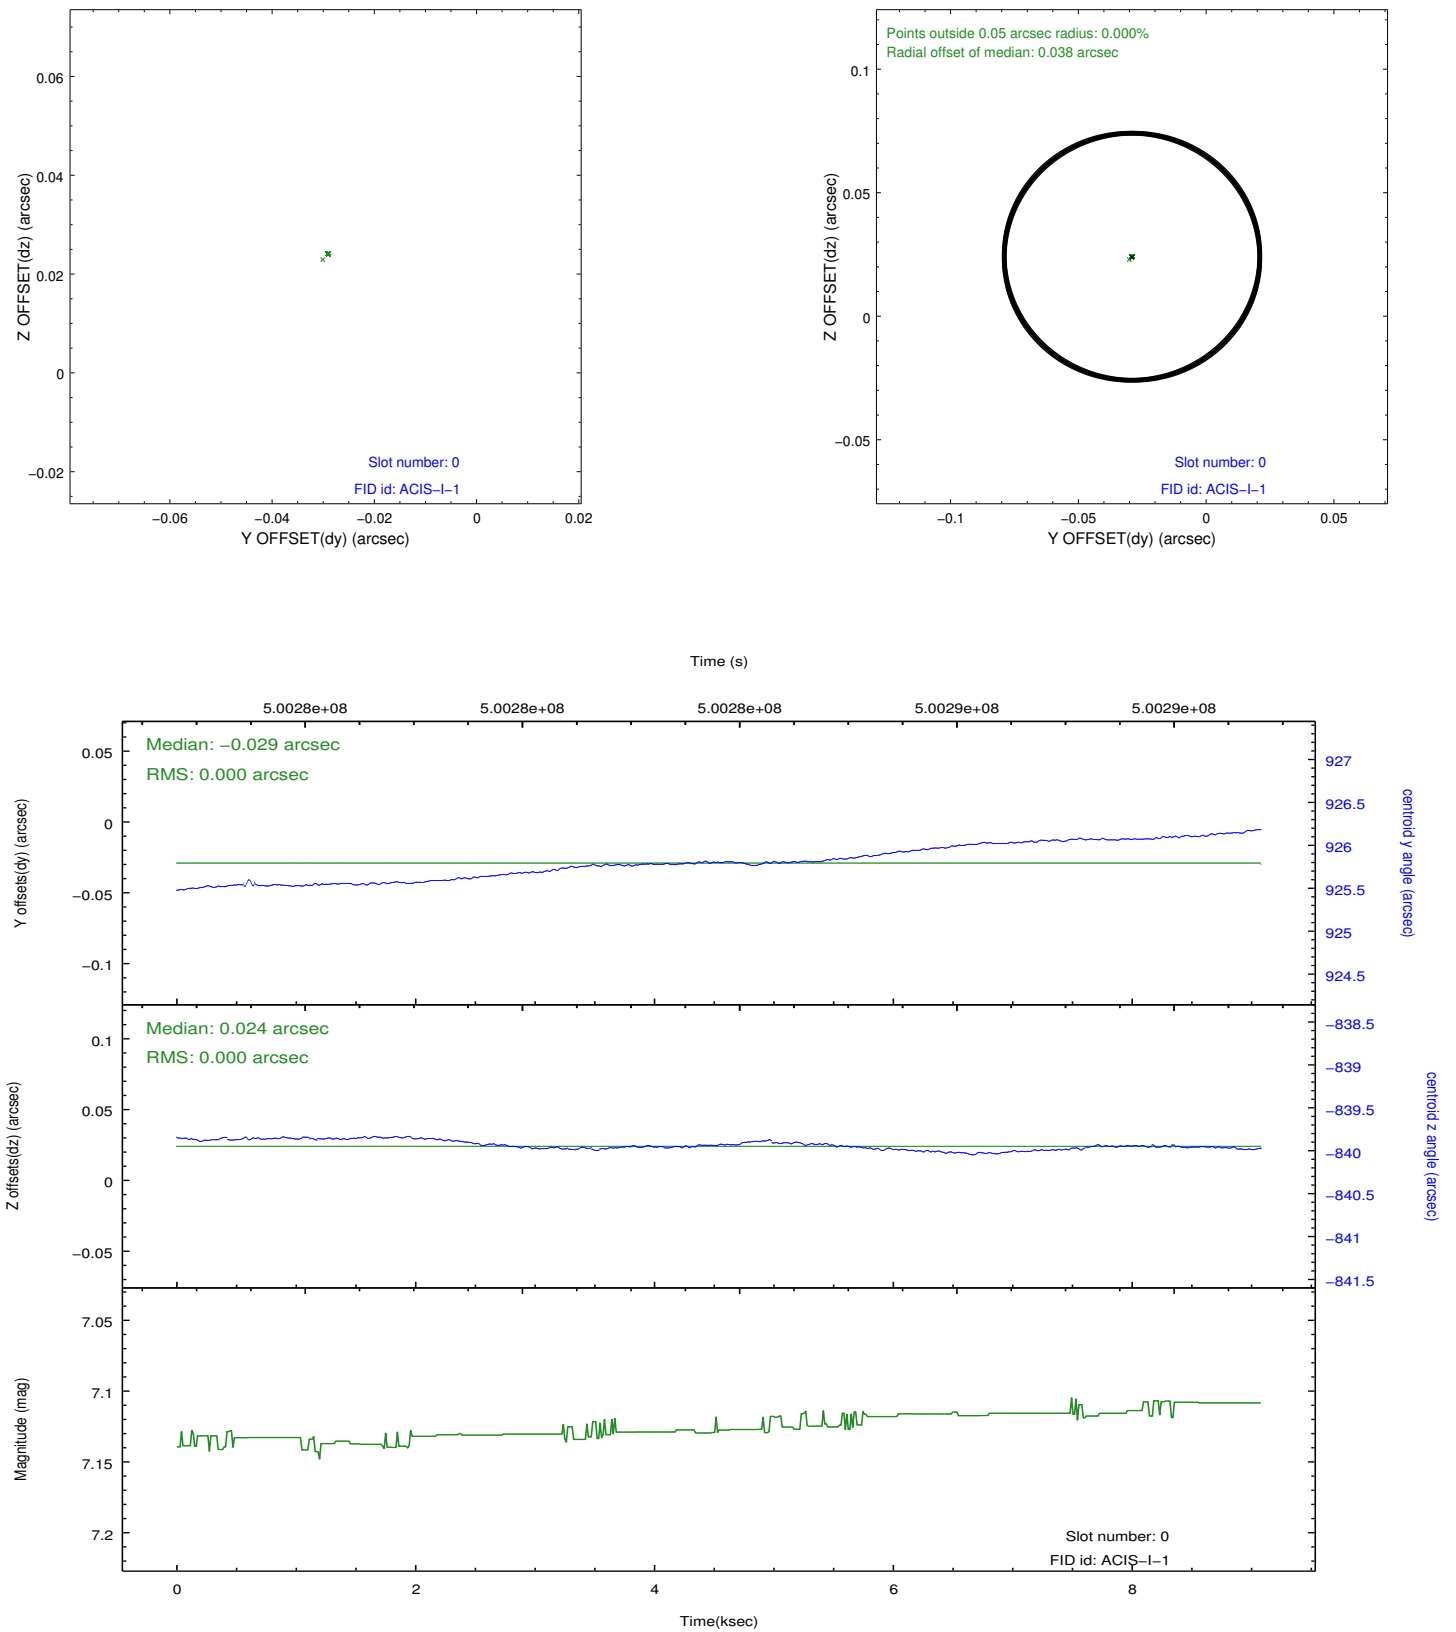 0.06
0.04
0.02
0
−0.02
Z OFFSET(dz) (arcsec)
Slot number: 0
FID id: ACIS−I−1
−0.06
−0.04
−0.02
0
0.02
Y OFFSET(dy) (arcsec)
Points outside 0.05 arcsec radius: 0.000%
Radial offset of median: 0.038 arcsec
0.1
0.05
0
−0.05
Z OFFSET(dz) (arcsec)
Slot number: 0
FID id: ACIS−I−1
−0.1
−0.05
0
0.05
Y OFFSET(dy) (arcsec)
Time (s)
5.0028e+08
5.0028e+08
5.0028e+08
5.0029e+08
5.0029e+08
Median: −0.029 arcsec
RMS: 0.000 arcsec
0.05
0
−0.05
−0.1
Y offsets(dy) (arcsec)
927
926.5
926
925.5
925
924.5
centroid y angle (arcsec)
Median: 0.024 arcsec
RMS: 0.000 arcsec
0.1
0.05
0
−0.05
Z offsets(dz) (arcsec)
−838.5
−839
−839.5
−840
−840.5
−841
−841.5
centroid z angle (arcsec)
7.05
7.1
7.15
7.2
Magnitude (mag)
Slot number: 0
FID id: ACIS−I−1
0
2
4
6
8
Time(ksec)